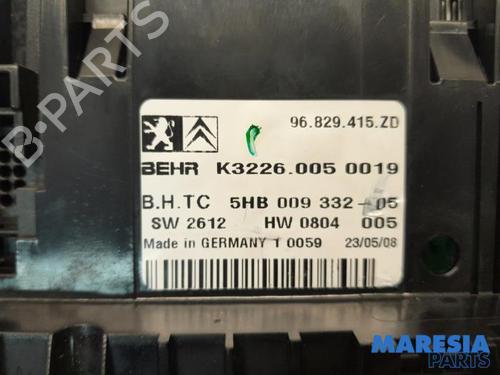 96.829.415.ZD
BEHR K3226.005 0019
B.H.TC 5HB 009 332-05
SW 2612 HW 0804 005
Made in GERMANY T 0059 23/05/08
B-PARTS
MARESIA
PARTS